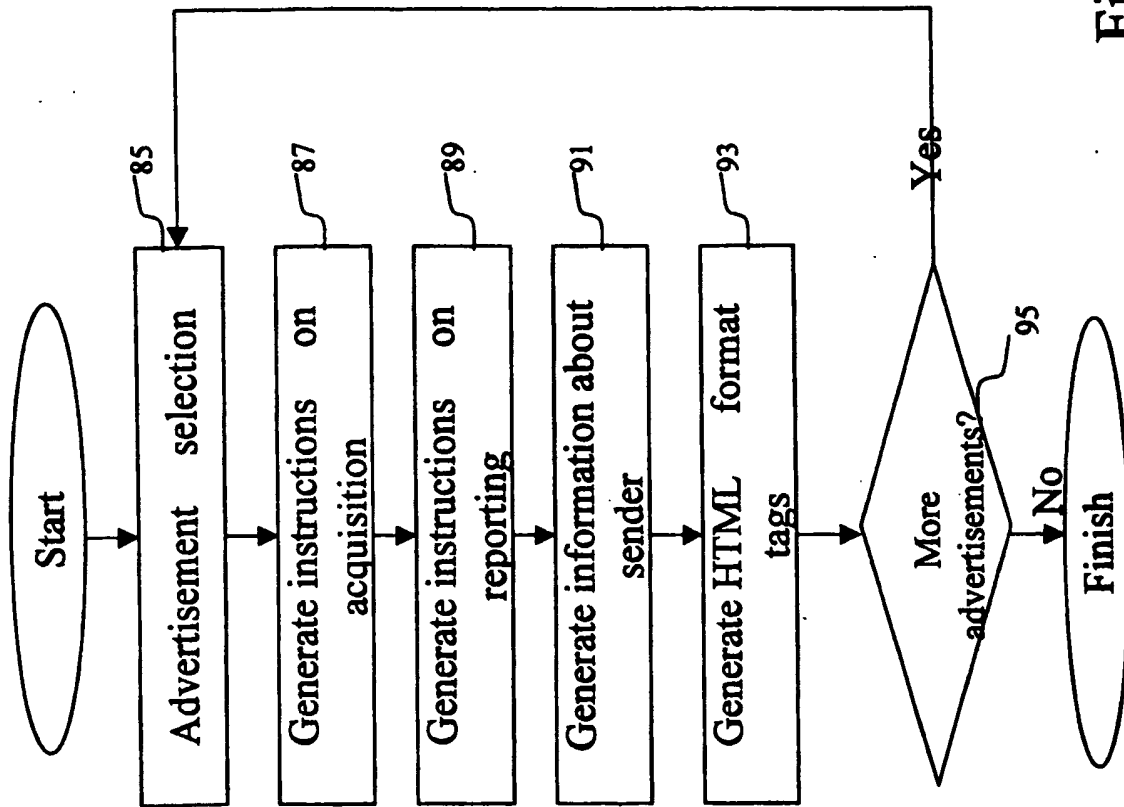 Start
Advertisement selection
85
Generate instructions on
acquisition
87
Generate instructions on
reporting
89
Generate information about
sender
91
Generate HTML format
tags
93
More
advertisements?
95
Yes
No
Finish